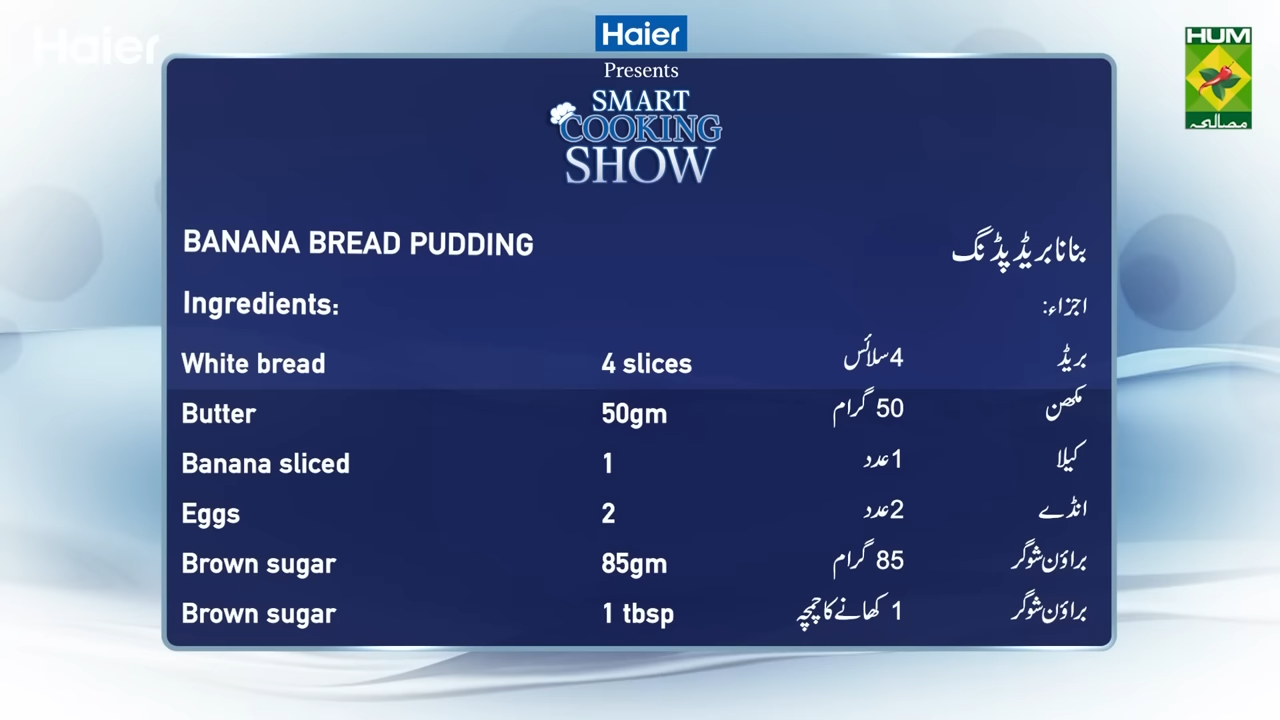 Haier
Haier
HUM
مصالحہ
Presents
SMART
COOKING
SHOW
BANANA BREAD PUDDING بنانا بریڈ پڈنگ
Ingredients: اجزاء:
White bread 4 slices 4 سلائس بریڈ
Butter 50gm 50 گرام مکھن
Banana sliced 1 1 عدد کیلا
Eggs 2 2 عدد انڈے
Brown sugar 85gm 85 گرام براؤن شوگر
Brown sugar 1 tbsp 1 کھانے کا چمچہ براؤن شوگر